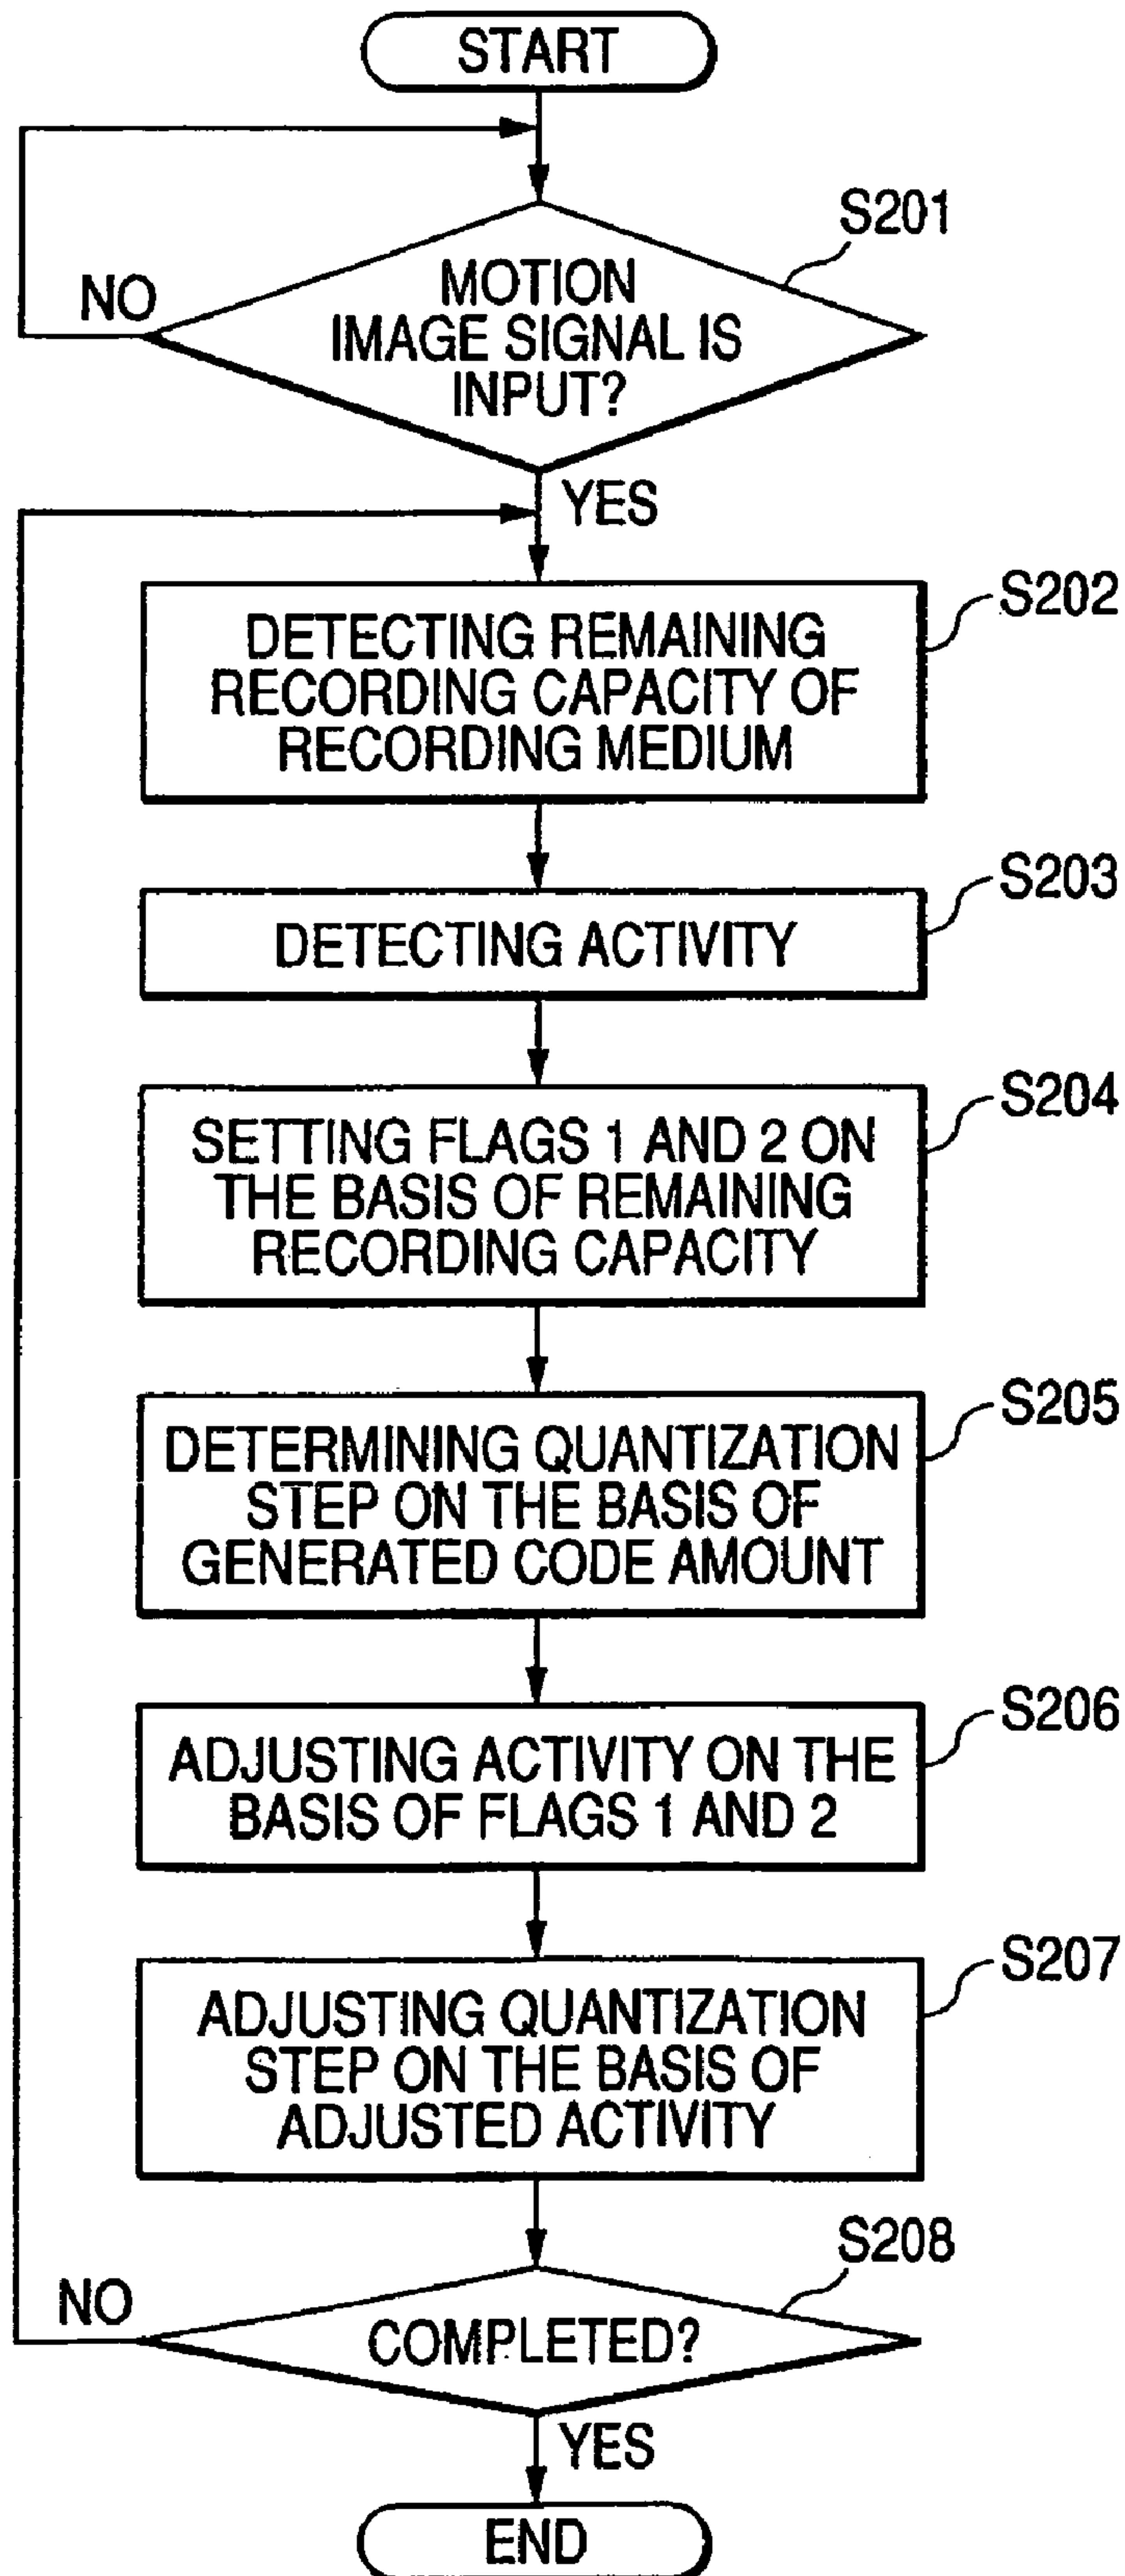 START
S201
NO
MOTION
IMAGE SIGNAL IS
INPUT?
YES
S202
DETECTING REMAINING
RECORDING CAPACITY OF
RECORDING MEDIUM
S203
DETECTING ACTIVITY
S204
SETTING FLAGS 1 AND 2 ON
THE BASIS OF REMAINING
RECORDING CAPACITY
S205
DETERMINING QUANTIZATION
STEP ON THE BASIS OF
GENERATED CODE AMOUNT
S206
ADJUSTING ACTIVITY ON THE
BASIS OF FLAGS 1 AND 2
S207
ADJUSTING QUANTIZATION
STEP ON THE BASIS OF
ADJUSTED ACTIVITY
S208
NO
COMPLETED?
YES
END